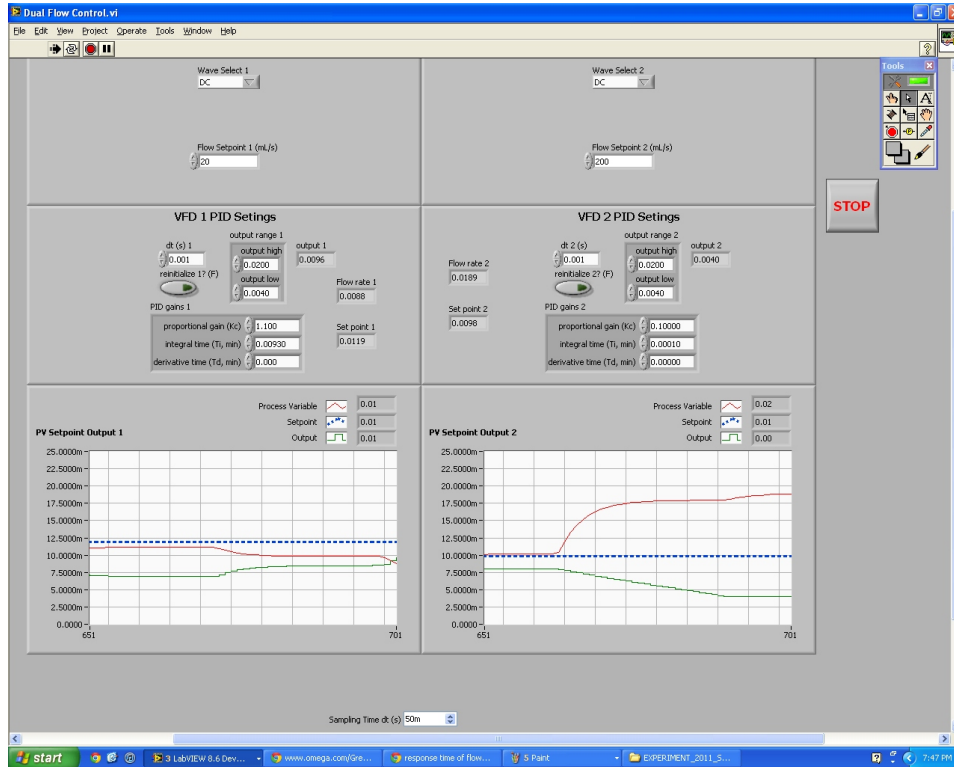 Dual Flow Control.vi
File Edit View Project Operate Tools Window Help
Tools
Wave Select 1
DC
Wave Select 2
DC
Flow Setpoint 1 (mL/s)
20
Flow Setpoint 2 (mL/s)
200
STOP
VFD 1 PID Setings
dt (s) 1
0.001
reinitialize 1? (F)
output range 1
output high
0.0200
output low
0.0040
output 1
0.0096
Flow rate 1
0.0088
Set point 1
0.0119
PID gains 1
proportional gain (Kc) 1.100
integral time (Ti, min) 0.00930
derivative time (Td, min) 0.000
VFD 2 PID Settings
Flow rate 2
0.0189
Set point 2
0.0098
dt 2 (s)
0.001
reinitialize 2? (F)
output range 2
output high
0.0200
output low
0.0040
output 2
0.0040
PID gains 2
proportional gain (Kc) 0.10000
integral time (Ti, min) 0.00010
derivative time (Td, min) 0.00000
PV Setpoint Output 1
Process Variable 0.01
Setpoint 0.01
Output 0.01
25.0000m
22.5000m
20.0000m
17.5000m
15.0000m
12.5000m
10.0000m
7.5000m
5.0000m
2.5000m
0.0000
651 701
PV Setpoint Output 2
Process Variable 0.02
Setpoint 0.01
Output 0.00
25.0000m
22.5000m
20.0000m
17.5000m
15.0000m
12.5000m
10.0000m
7.5000m
5.0000m
2.5000m
0.0000
651 701
Sampling Time dt (s) 50m
start 3 LabVIEW 8.6 Dev... www.omega.com/Gre... response time of flow... 5 Paint EXPERIMENT_2011_S... 7:47 PM